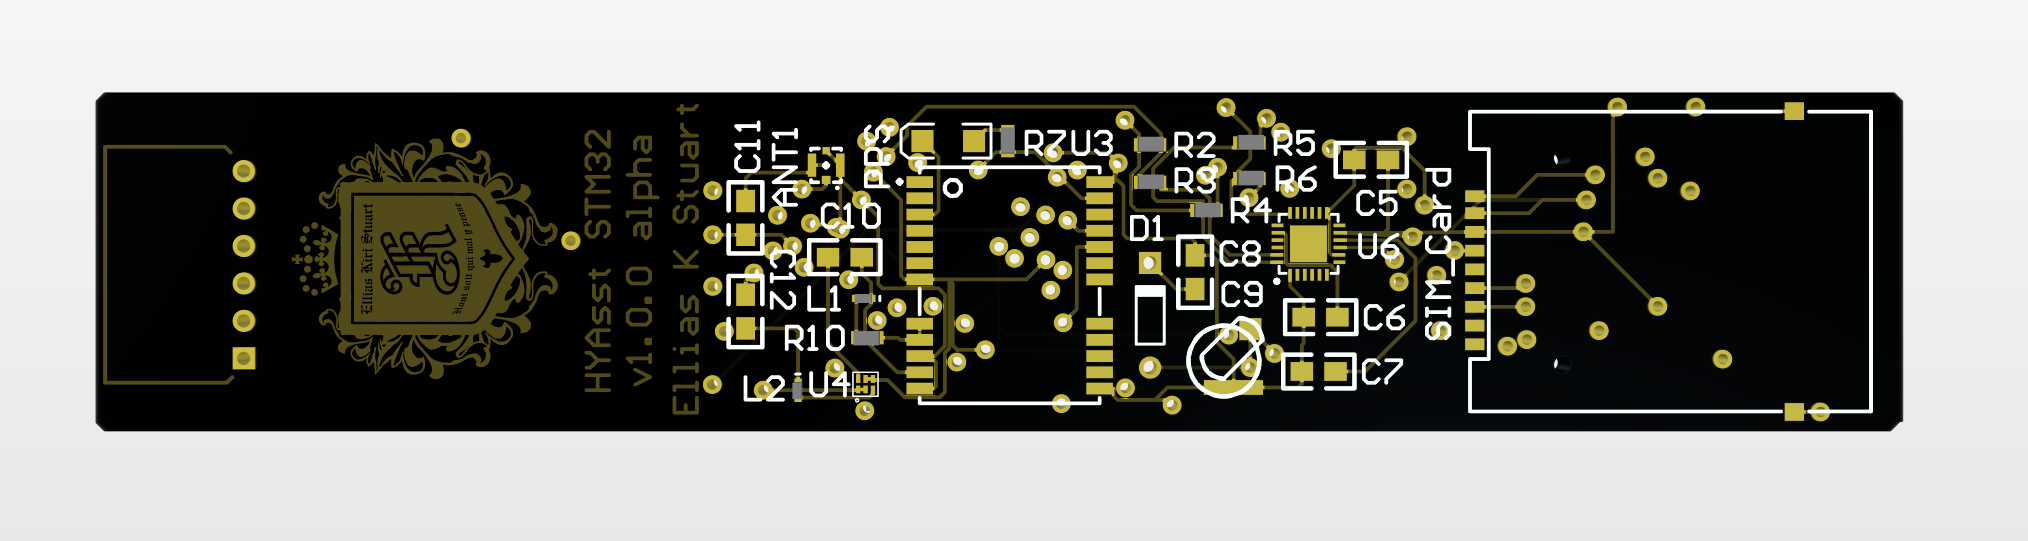 Ellias Kiri Stuart
HYAsst STM32
v1.0.0 alpha
Ellias K Stuart
C11
ANT1
PRS
R7
U3
R2
R5
R3
R6
C10
R4
C5
D1
SIM_Card
C8
U6
C12
L1
C9
R10
C6
L2
U4
C7